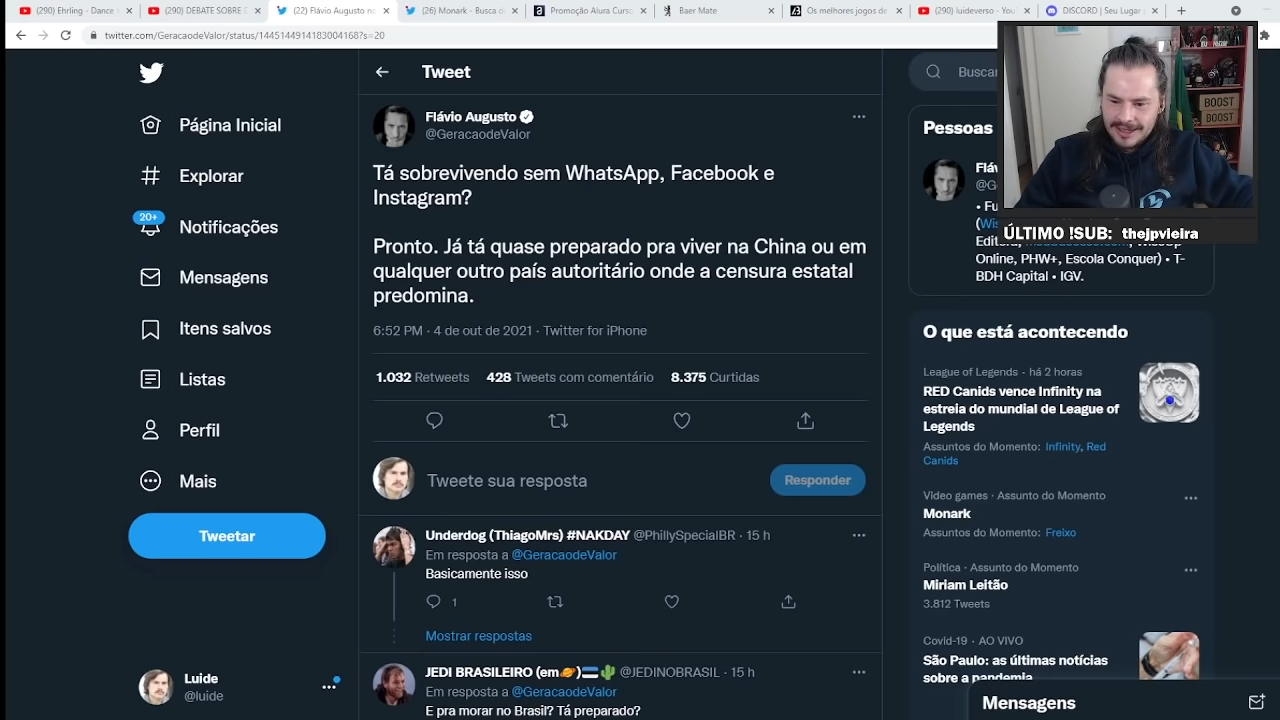 (290) Ehrling - Dance
(290) DEBATE SOBRE
(22) Flávio Augusto n
(26) Monark - Busca d
Promoção Alura Curso
Baer Mate
Os melhores jogos de
(290) luideverso - You
DISCORD | Seu Lugar
Tweet
Buscar
Página Inicial
Explorar
20+
Notificações
Mensagens
Itens salvos
Listas
Perfil
Mais
Tweetar
Luide
@luide
Flávio Augusto
@GeracaodeValor
Tá sobrevivendo sem WhatsApp, Facebook e
Instagram?
Pronto. Já tá quase preparado pra viver na China ou em
qualquer outro país autoritário onde a censura estatal
predomina.
6:52 PM · 4 de out de 2021 · Twitter for iPhone
1.032 Retweets 428 Tweets com comentário 8.375 Curtidas
Tweete sua resposta
Responder
Underdog (ThiagoMrs) #NAKDAY @PhillySpecialBR · 15 h
Em resposta a @GeracaodeValor
Basicamente isso
1
Mostrar respostas
JEDI BRASILEIRO (em @JEDINOBRASIL · 15 h
Em resposta a @GeracaodeValor
E pra morar no Brasil? Tá preparado?
BOOST
BOOST
ÚLTIMO !SUB: thejpvieira
Pessoas
Online, PHW+, Escola Conquer) • T-
BDH Capital • IGV.
O que está acontecendo
League of Legends · há 2 horas
RED Canids vence Infinity na
estreia do mundial de League of
Legends
Assuntos do Momento: Infinity, Red
Canids
Video games · Assunto do Momento
Monark
Assuntos do Momento: Freixo
Política · Assunto do Momento
Miriam Leitão
3.812 Tweets
Covid-19 · AO VIVO
São Paulo: as últimas notícias
sobre a pandemia
Mensagens